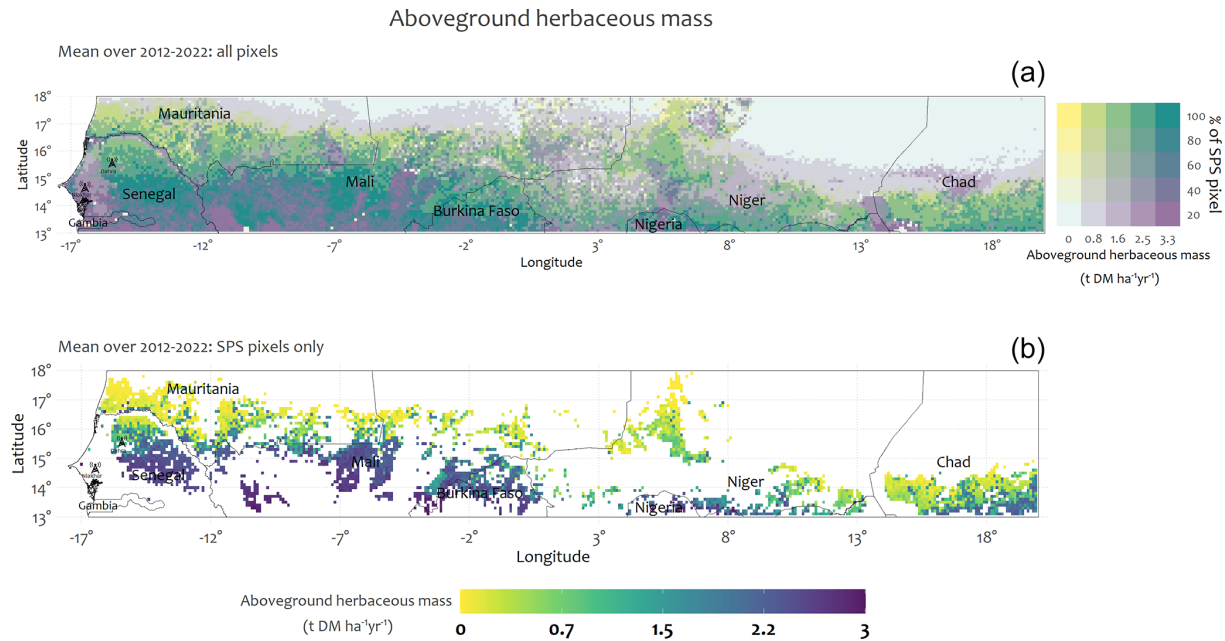 Aboveground herbaceous mass
Mean over 2012-2022: all pixels
(a)
18°
17°
16°
15°
14°
13°
Latitude
Mauritania
Dahra
Senegal
Gambia
Mali
Burkina Faso
Nigeria
Niger
Chad
-17° -12° -7° -2° 3° 8° 13° 18°
Longitude
100
80
60
40
20
% of SPS pixel
0 0.8 1.6 2.5 3.3
Aboveground herbaceous mass
(t DM ha⁻¹yr⁻¹)
Mean over 2012-2022: SPS pixels only
(b)
18°
17°
16°
15°
14°
13°
Latitude
Mauritania
Senegal
Gambia
Mali
Burkina Faso
Nigeria
Niger
Chad
-17° -12° -7° -2° 3° 8° 13° 18°
Longitude
Aboveground herbaceous mass
(t DM ha⁻¹yr⁻¹)
0 0.7 1.5 2.2 3